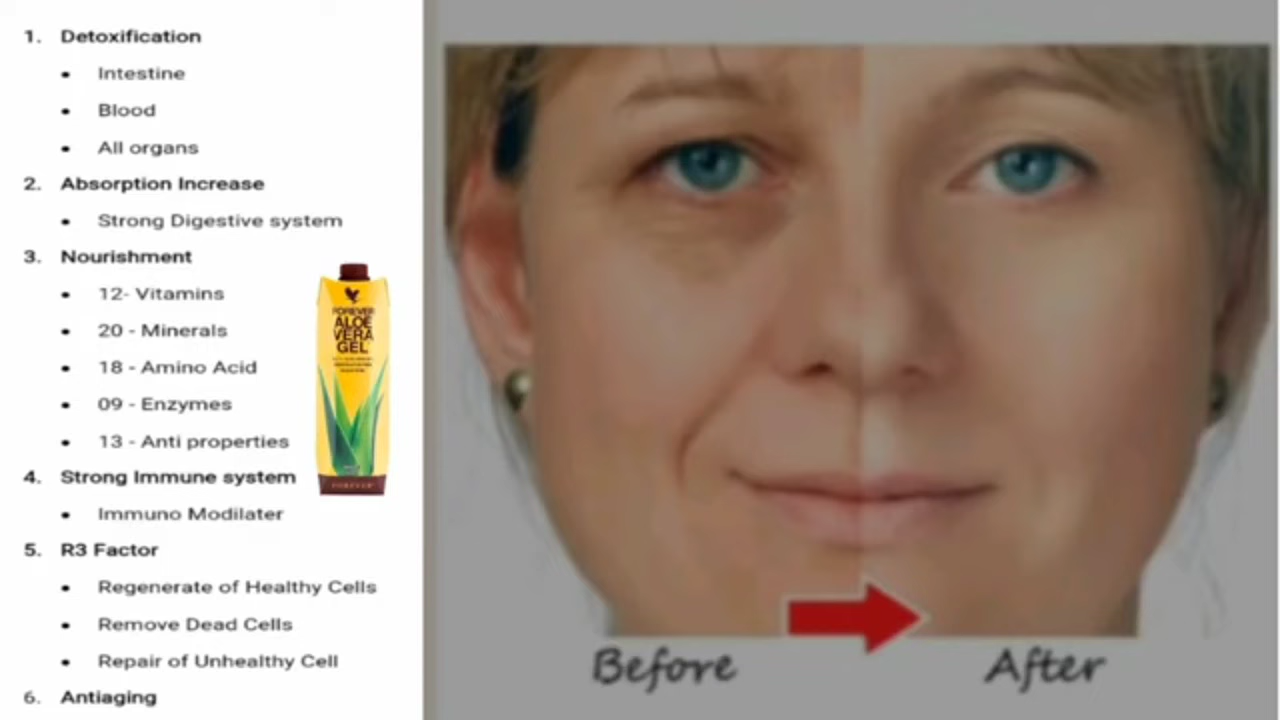 1. Detoxification
• Intestine
• Blood
• All organs
2. Absorption Increase
• Strong Digestive system
3. Nourishment
• 12- Vitamins
• 20 - Minerals
• 18 - Amino Acid
• 09 - Enzymes
• 13 - Anti properties
4. Strong Immune system
• Immuno Modilater
5. R3 Factor
• Regenerate of Healthy Cells
• Remove Dead Cells
• Repair of Unhealthy Cell
6. Antiaging
FOREVER
ALOE
VERA
GEL
FOREVER
Before
After